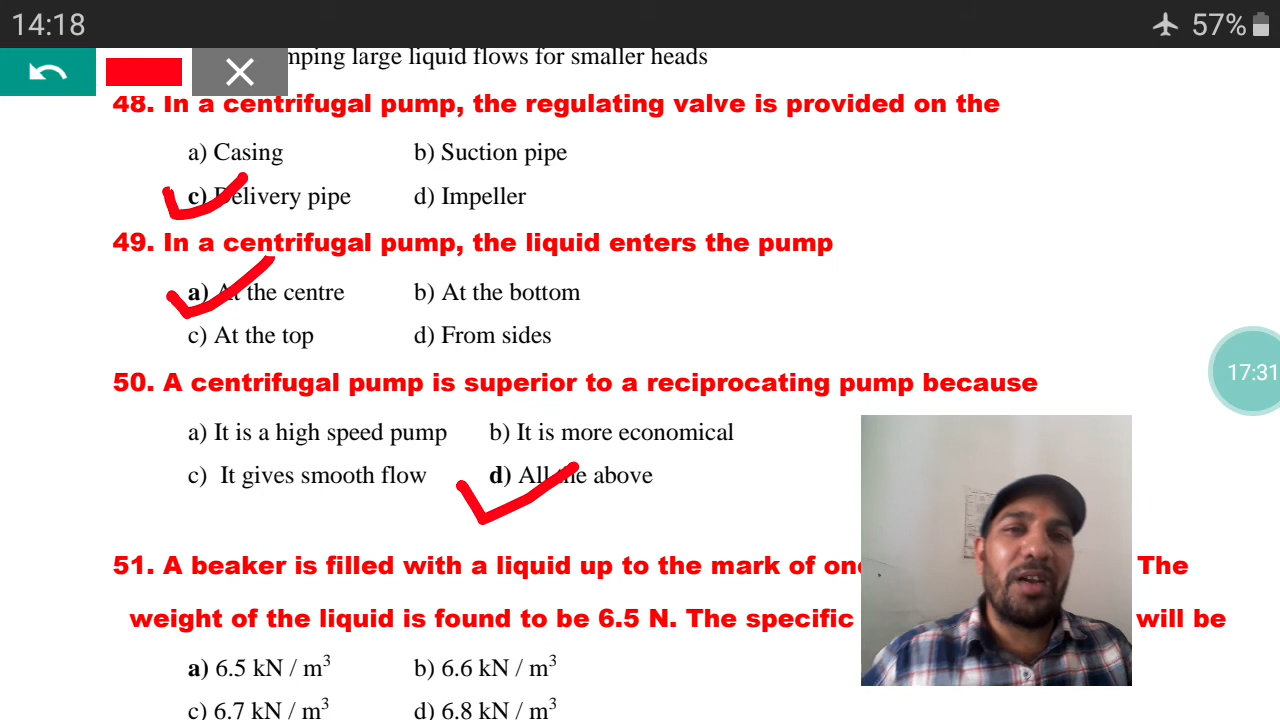 14:18
57%
mping large liquid flows for smaller heads
48. In a centrifugal pump, the regulating valve is provided on the
a) Casing b) Suction pipe
c) Delivery pipe d) Impeller
49. In a centrifugal pump, the liquid enters the pump
a) At the centre b) At the bottom
c) At the top d) From sides
50. A centrifugal pump is superior to a reciprocating pump because
a) It is a high speed pump b) It is more economical
c) It gives smooth flow d) All the above
17:31
51. A beaker is filled with a liquid up to the mark of one The
weight of the liquid is found to be 6.5 N. The specific will be
a) 6.5 kN / m³ b) 6.6 kN / m³
c) 6.7 kN / m³ d) 6.8 kN / m³